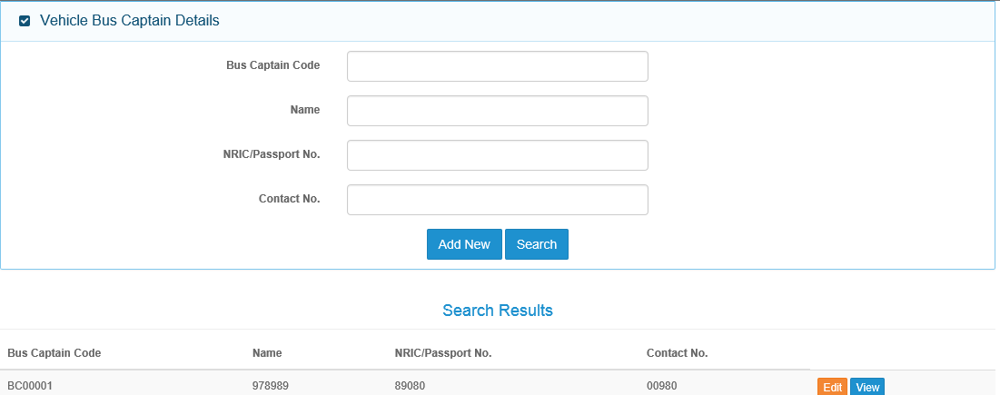 Vehicle Bus Captain Details
Bus Captain Code
Name
NRIC/Passport No.
Contact No.
Add New Search
Search Results
Bus Captain Code Name NRIC/Passport No. Contact No.
BC00001 978989 89080 00980 Edit View